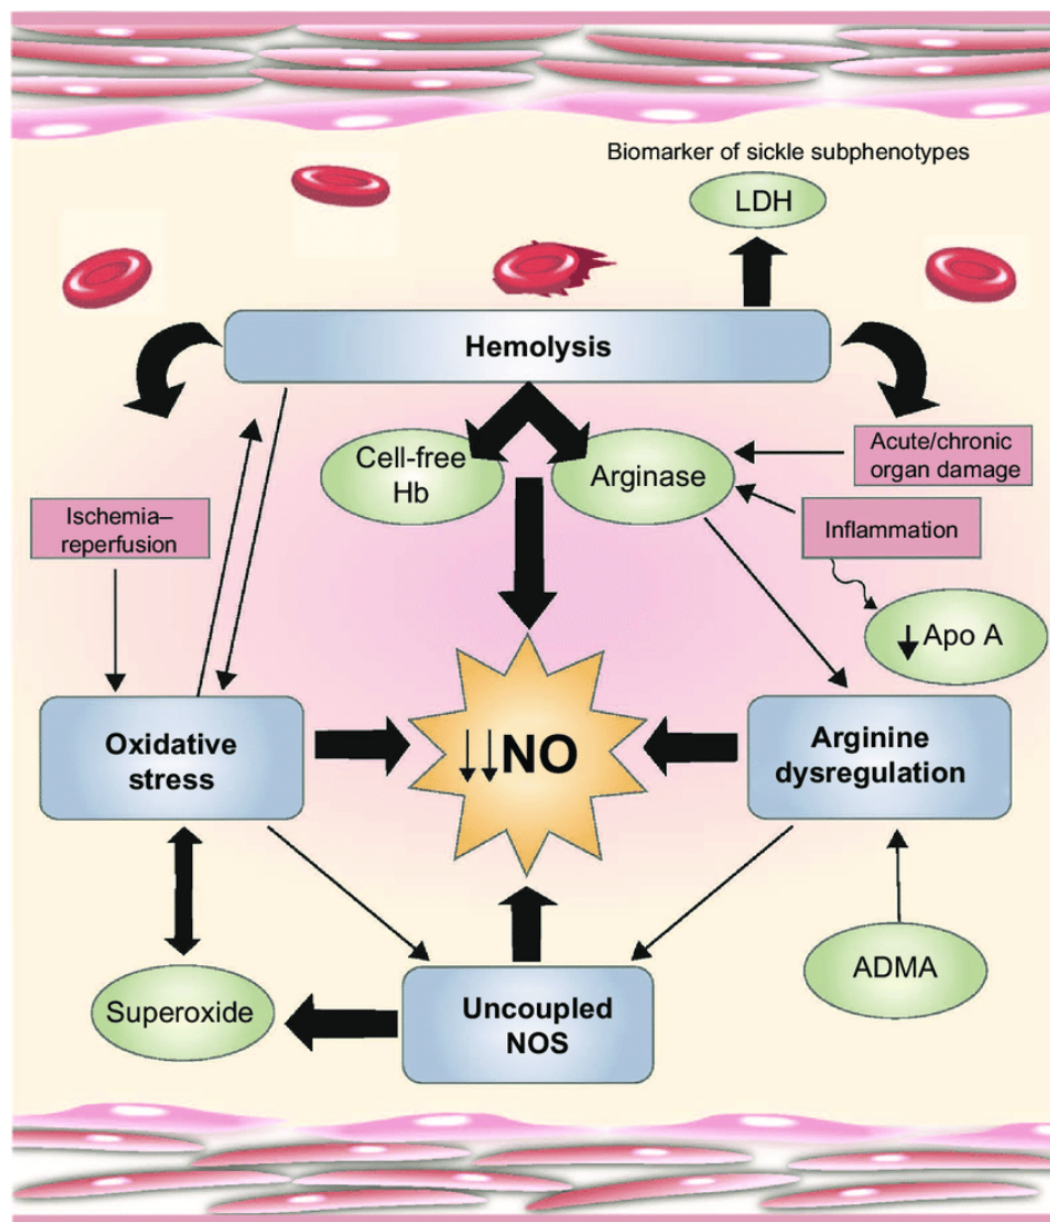 Biomarker of sickle subphenotypes
LDH
Hemolysis
Cell-free
Hb
Arginase
Acute/chronic
organ damage
Ischemia–
reperfusion
Inflammation
↓ Apo A
Oxidative
stress
↓↓NO
Arginine
dysregulation
Superoxide
Uncoupled
NOS
ADMA